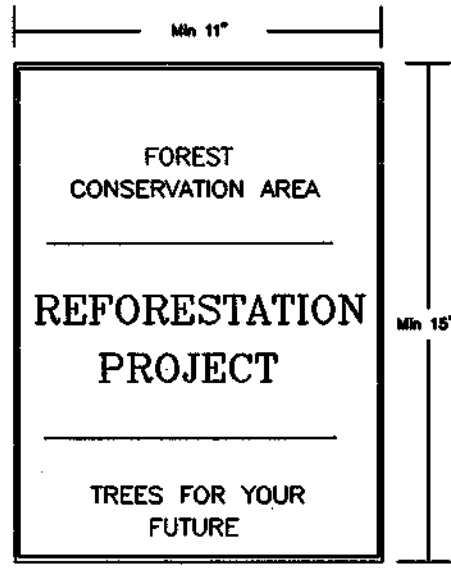 Min 11"
FOREST
CONSERVATION AREA
REFORESTATION
PROJECT
Min 15"
TREES FOR YOUR
FUTURE